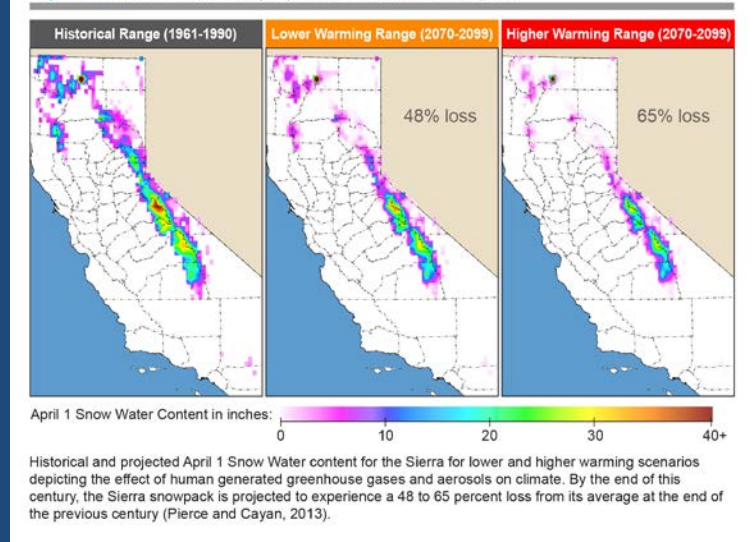 Historical Range (1961-1990)
Lower Warming Range (2070-2099)
Higher Warming Range (2070-2099)
48% loss
65% loss
April 1 Snow Water Content in inches:
0 10 20 30 40+
Historical and projected April 1 Snow Water content for the Sierra for lower and higher warming scenarios
depicting the effect of human generated greenhouse gases and aerosols on climate. By the end of this
century, the Sierra snowpack is projected to experience a 48 to 65 percent loss from its average at the end of
the previous century (Pierce and Cayan, 2013).